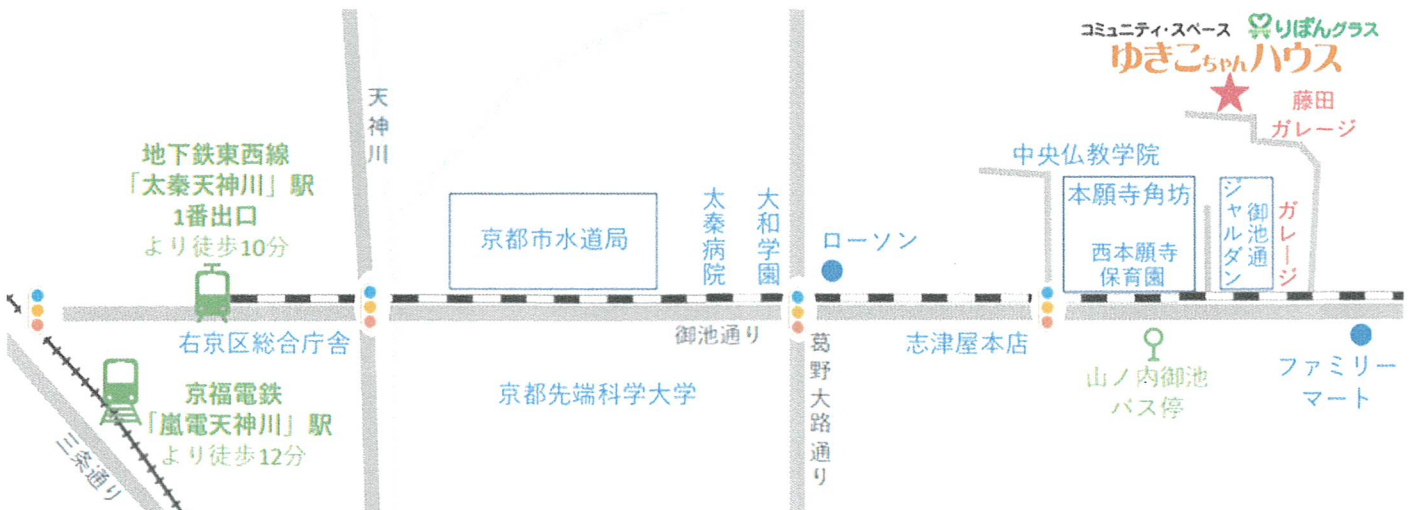 コミュニティ・スペース りぼんグラス
ゆきこちゃんハウス
藤田
ガレージ
天神川
地下鉄東西線
「太秦天神川」駅
1番出口
より徒歩10分
中央仏教学院
本願寺角坊
西本願寺
保育園
ジャルダン
御池通
ガレージ
京都市水道局
太秦病院
大和学園
ローソン
右京区総合庁舎
御池通り
志津屋本店
葛野大路通り
山ノ内御池
バス停
ファミリー
マート
京福電鉄
「嵐電天神川」駅
より徒歩12分
三条通り
京都先端科学大学